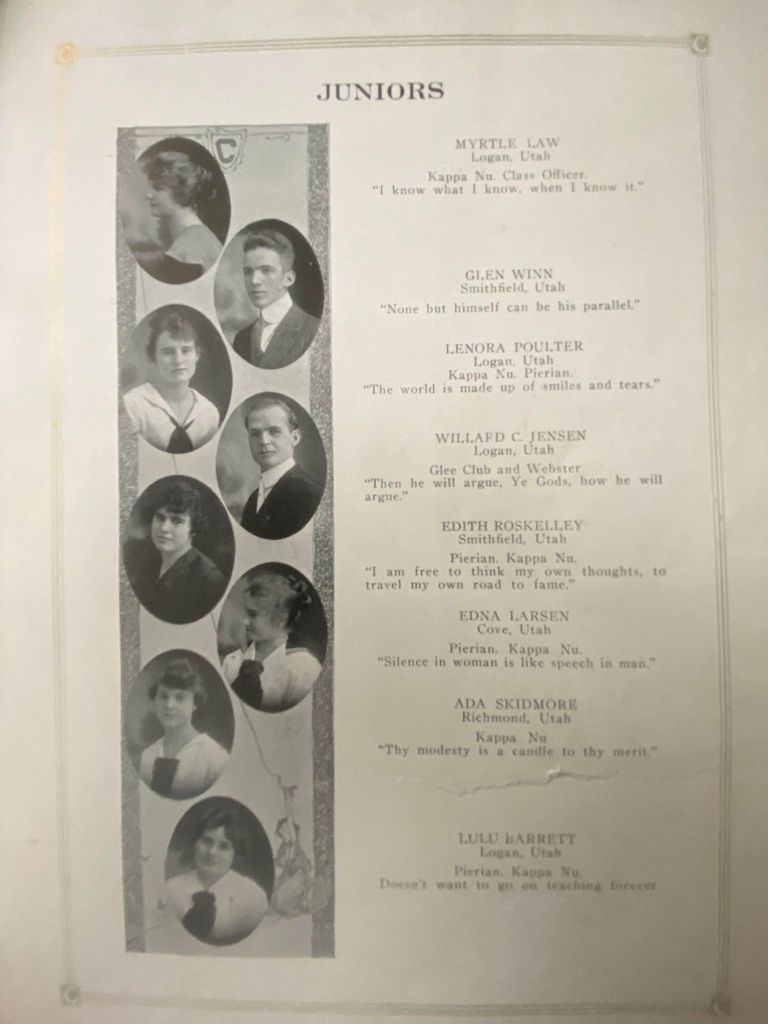 C
C
JUNIORS
C
MYRTLE LAW
Logan, Utah
Kappa Nu. Class Officer.
"I know what I know, when I know it."
GLEN WINN
Smithfield, Utah
"None but himself can be his parallel."
LENORA POULTER
Logan, Utah
Kappa Nu. Pierian.
"The world is made up of smiles and tears."
WILLAFD C. JENSEN
Logan, Utah
Glee Club and Webster
"Then he will argue, Ye Gods, how he will
argue."
EDITH ROSKELLEY
Smithfield, Utah
Pierian. Kappa Nu.
"I am free to think my own thoughts, to
travel my own road to fame."
EDNA LARSEN
Cove, Utah
Pierian. Kappa Nu.
"Silence in woman is like speech in man."
ADA SKIDMORE
Richmond, Utah
Kappa Nu
"Thy modesty is a candle to thy merit."
LULU BARRETT
Logan, Utah
Pierian. Kappa Nu.
Doesn't want to go on teaching forever
C
C